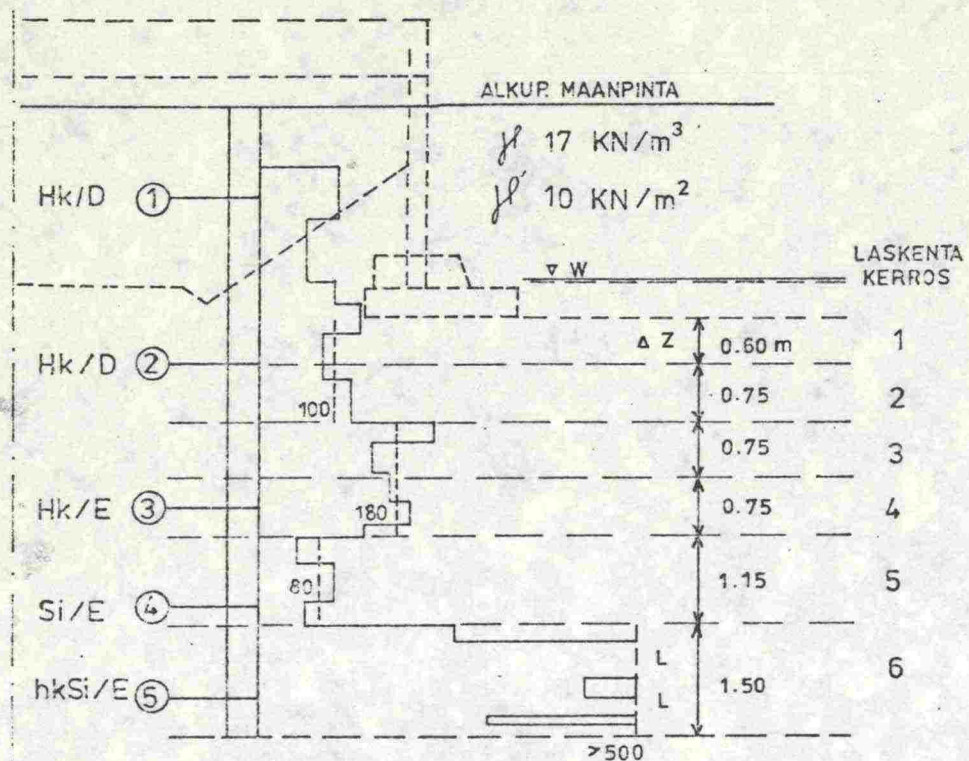 ALKUP. MAANPINTA
γ 17 KN/m³
γ' 10 KN/m²
Hk/D 1
W
LASKENTA
KERROS
Δ Z 0.60 m 1
Hk/D 2
100
0.75 2
0.75 3
Hk/E 3
180
0.75 4
80
1.15 5
Si/E 4
L
hkSi/E 5
L
1.50 6
>500